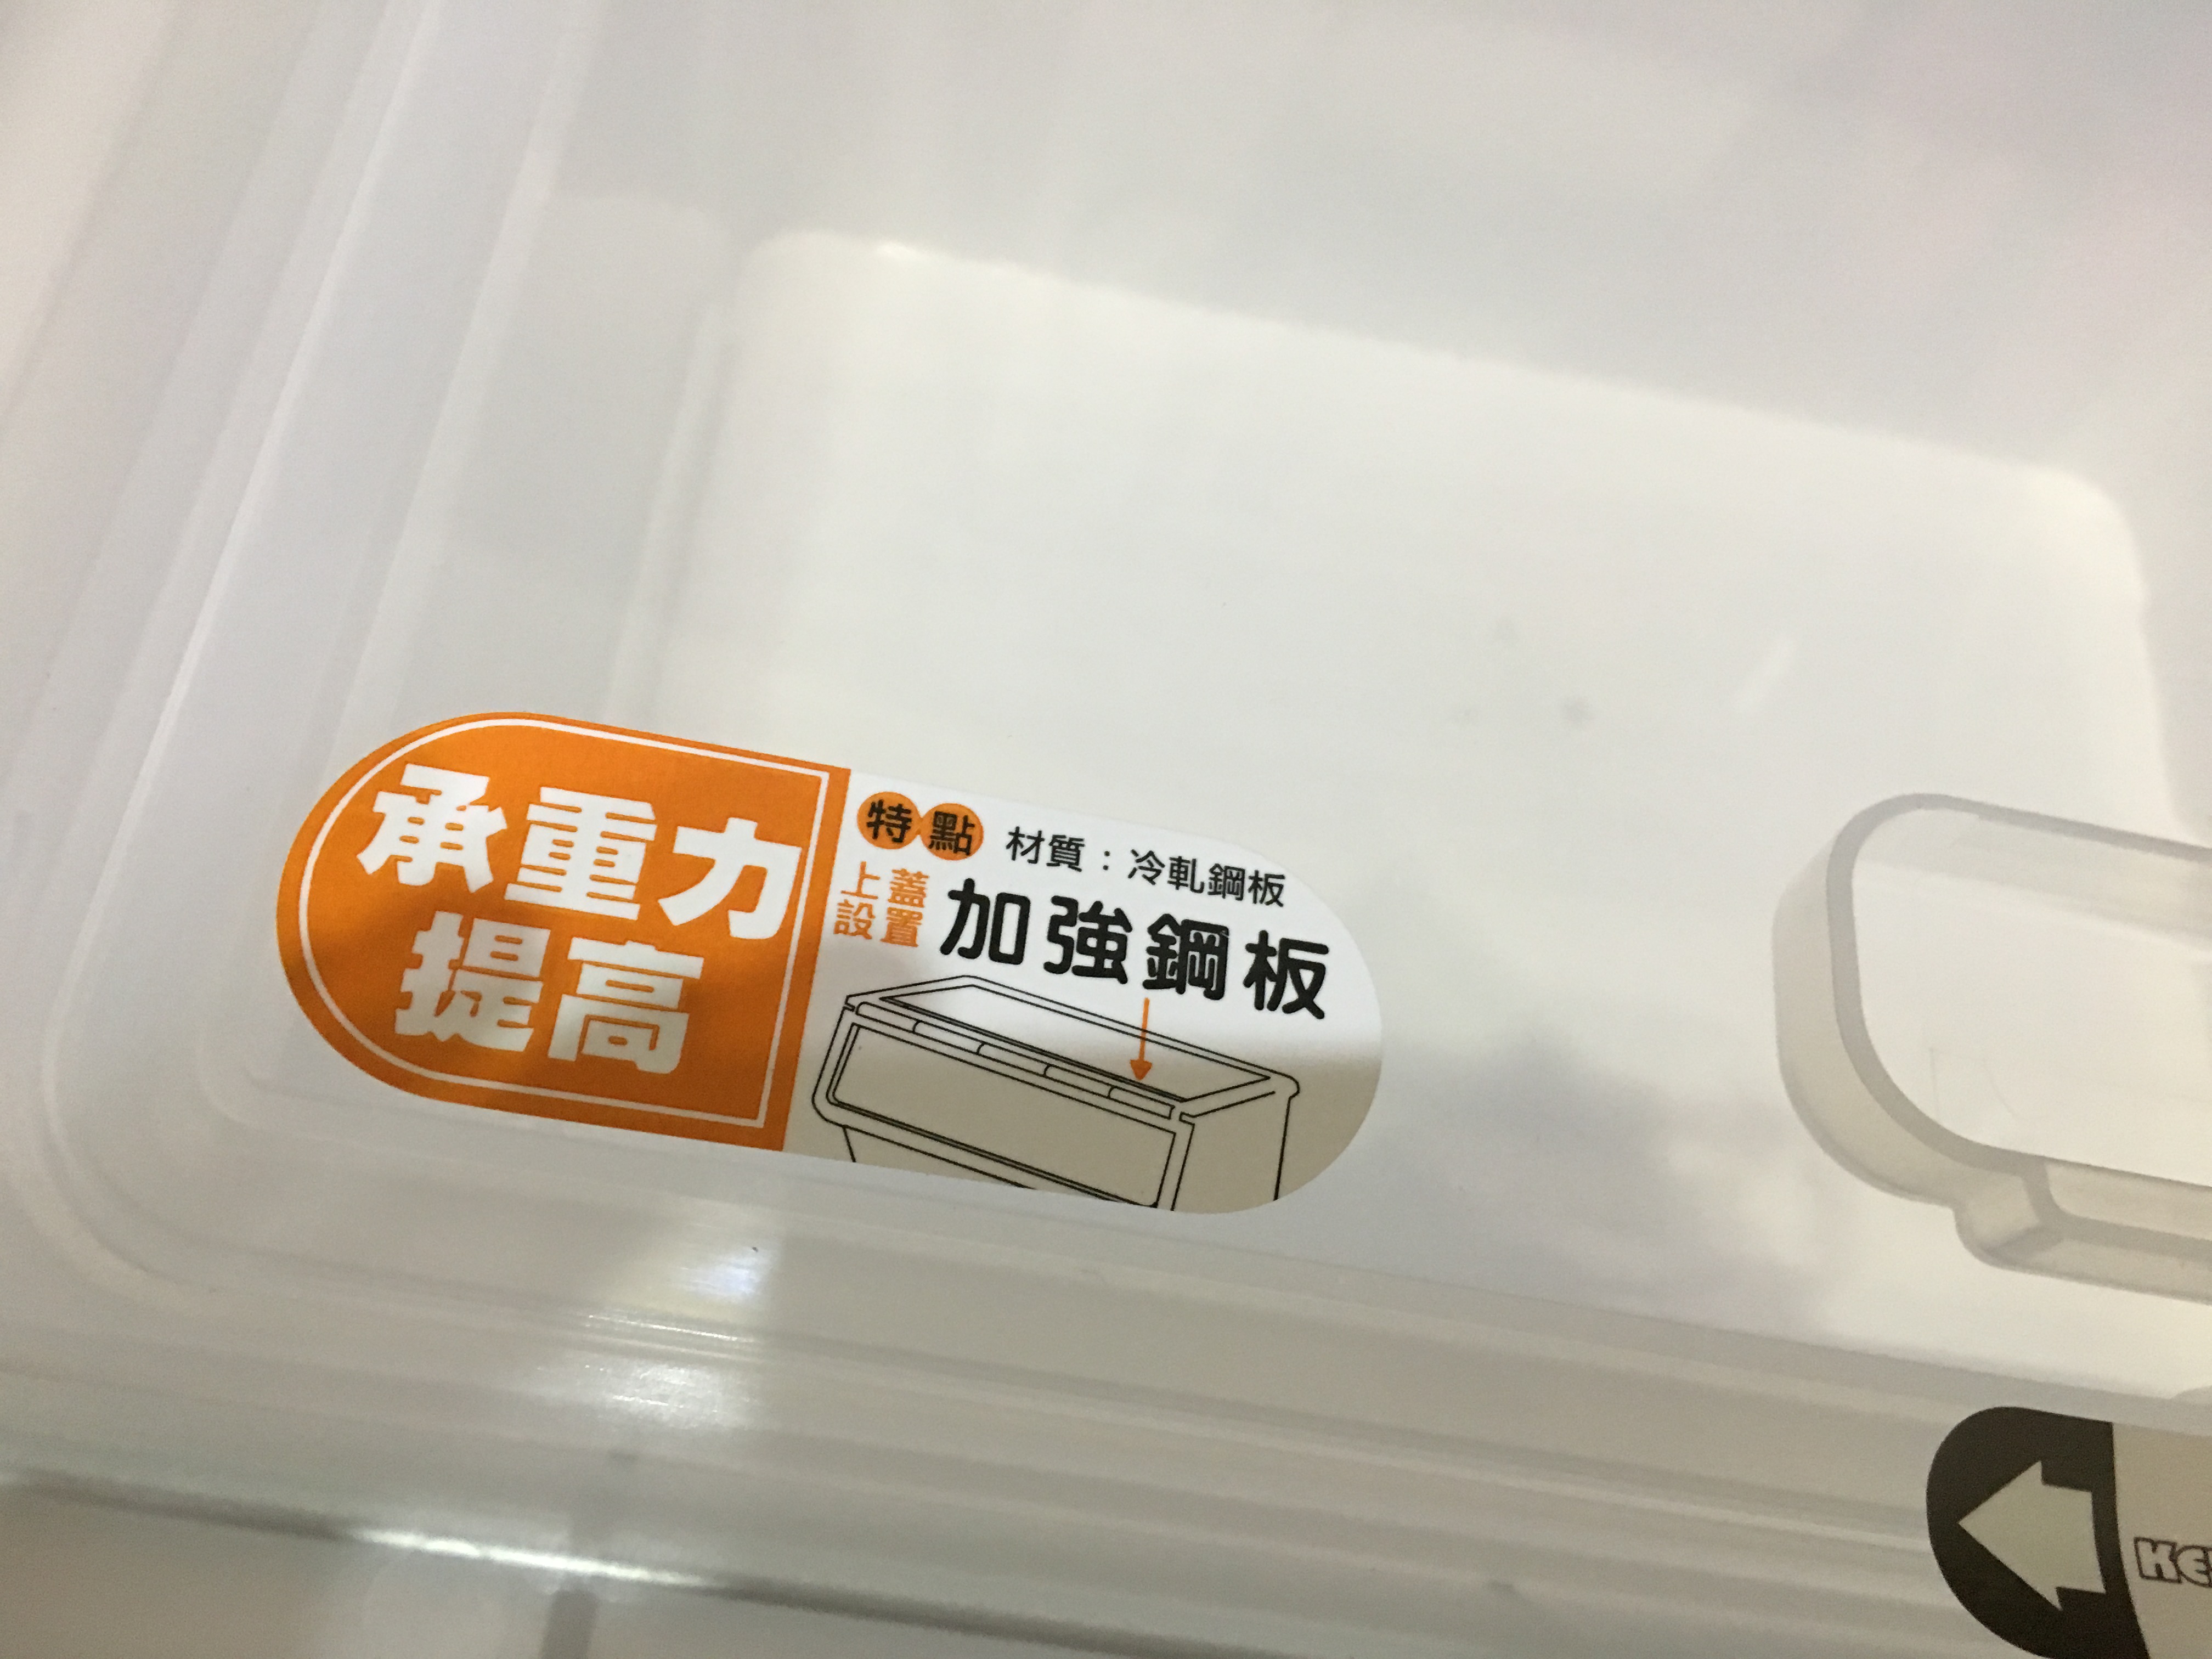 承重力
提高
特點 材質：冷軋鋼板
上蓋
設置
加強鋼板